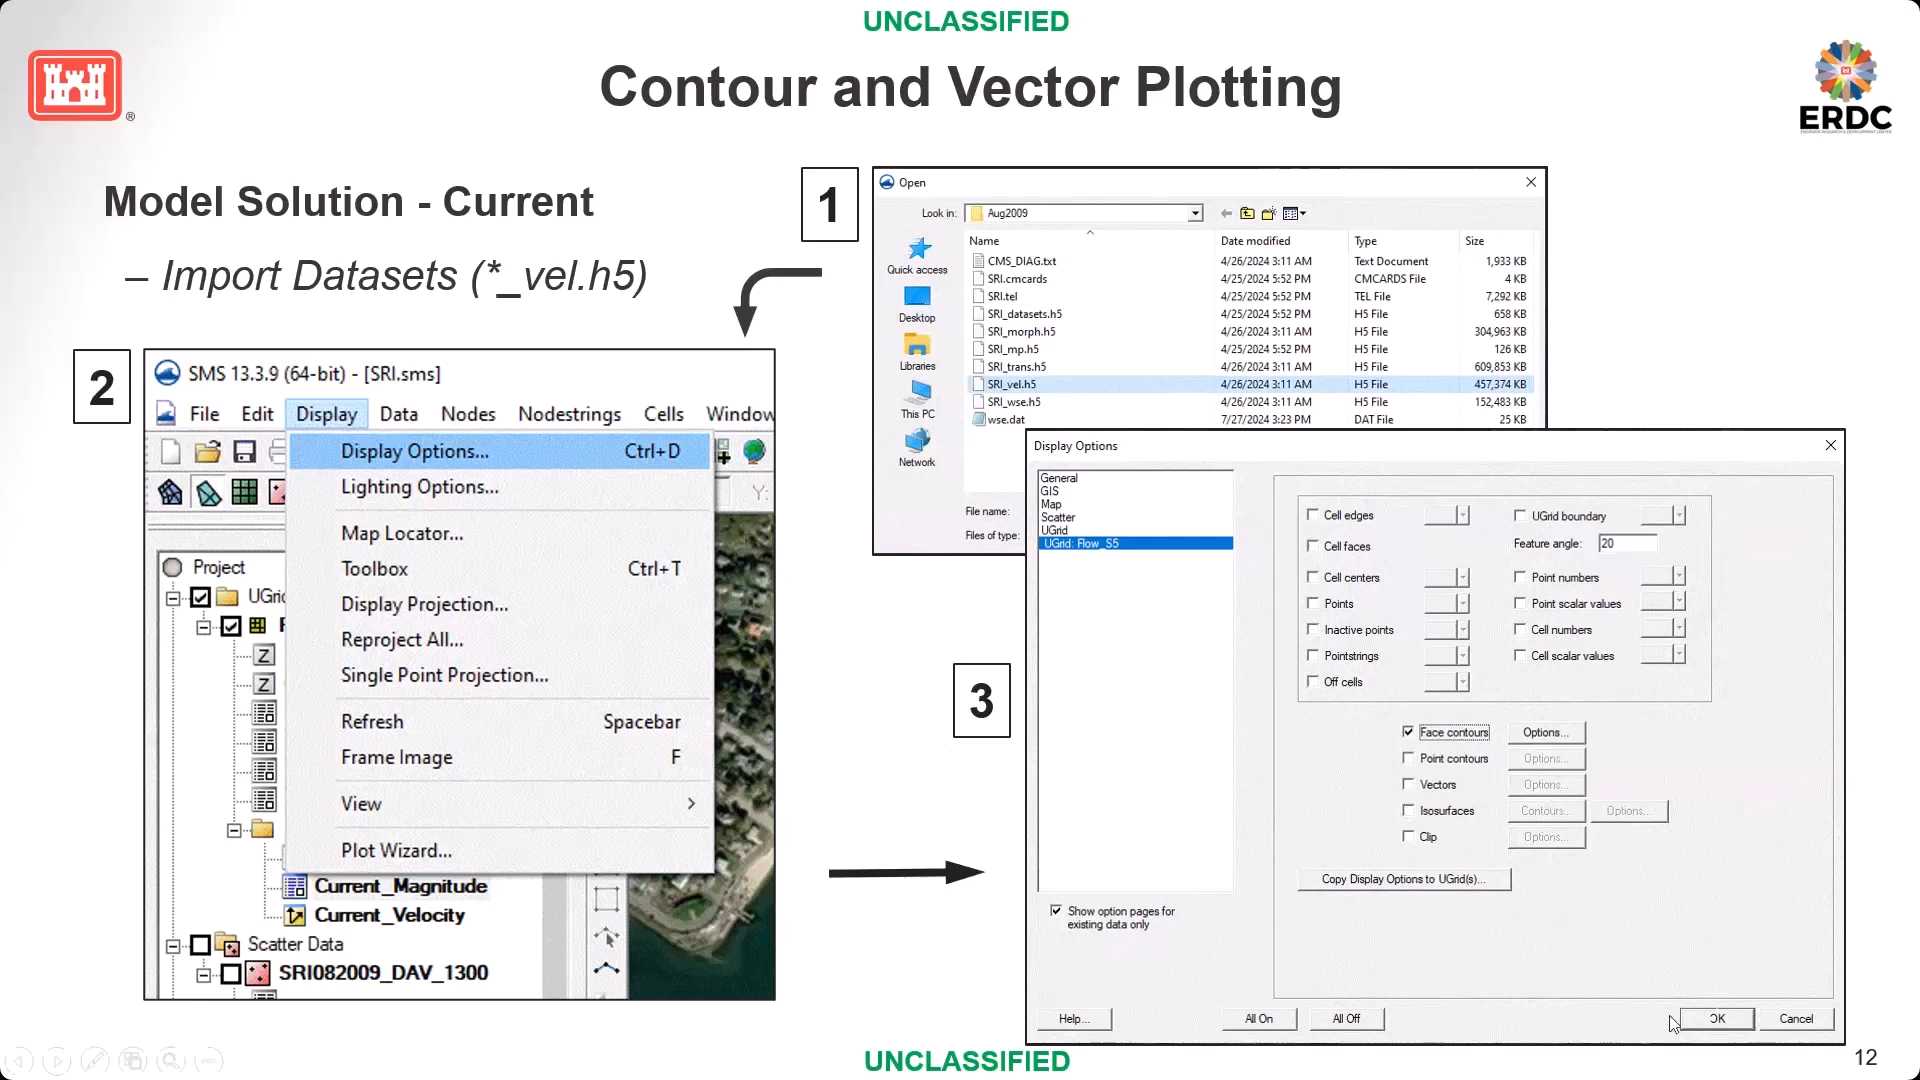 UNCLASSIFIED
Contour and Vector Plotting
ERDC
®
Model Solution - Current
– Import Datasets (*_vel.h5)
1
Open
Look in: Aug2009
Name Date modified Type Size
CMS_DIAG.txt 4/26/2024 3:11 AM Text Document 1,933 KB
SRI.cmcards 4/25/2024 5:52 PM CMCARDS File 4 KB
SRI.tel 4/25/2024 5:52 PM TEL File 7,292 KB
SRI_datasets.h5 4/25/2024 5:52 PM H5 File 658 KB
SRI_morph.h5 4/26/2024 3:11 AM H5 File 304,963 KB
SRI_mp.h5 4/25/2024 5:52 PM H5 File 126 KB
SRI_trans.h5 4/26/2024 3:11 AM H5 File 609,853 KB
SRI_vel.h5 4/26/2024 3:11 AM H5 File 457,374 KB
SRI_wse.h5 4/26/2024 3:11 AM H5 File 152,483 KB
wse.dat 7/27/2024 3:23 PM DAT File 25 KB
Quick access
Desktop
Libraries
This PC
Network
File name:
Files of type:
2
SMS 13.3.9 (64-bit) - [SRI.sms]
File Edit Display Data Nodes Nodestrings Cells Window
Display Options... Ctrl+D
Lighting Options...
Map Locator...
Toolbox Ctrl+T
Display Projection...
Reproject All...
Single Point Projection...
Refresh Spacebar
Frame Image F
View
Plot Wizard...
Y:
Project
UGri
Z
Z
Current_Magnitude
Current_Velocity
Scatter Data
SRI082009_DAV_1300
3
Display Options
General
GIS
Map
Scatter
UGrid
UGrid: Flow_S5
Cell edges UGrid boundary
Cell faces Feature angle: 20
Cell centers Point numbers
Points Point scalar values
Inactive points Cell numbers
Pointstrings Cell scalar values
Off cells
Face contours Options...
Point contours Options...
Vectors Options...
Isosurfaces Contours... Options...
Clip Options...
Copy Display Options to UGrid(s)...
Show option pages for
existing data only
Help... All On All Off OK Cancel
UNCLASSIFIED
12